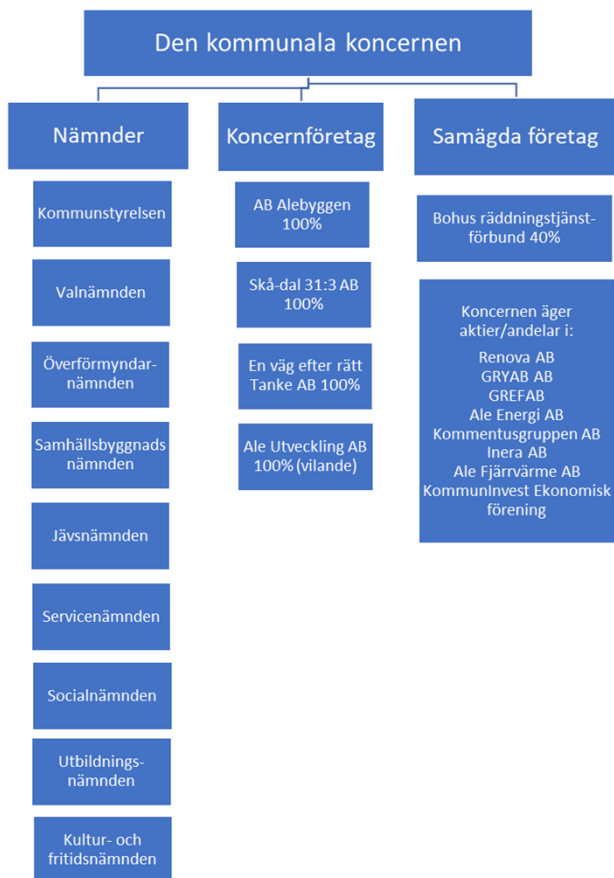 Den kommunala koncernen
Nämnder
Kommunstyrelsen
Valnämnden
Överförmyndar-
nämnden
Samhällsbyggnads
nämnden
Jävsnämnden
Servicenämnden
Socialnämnden
Utbildnings-
nämnden
Kultur- och
fritidsnämnden
Koncernföretag
AB Alebyggen
100%
Skå-dal 31:3 AB
100%
En väg efter rätt
Tanke AB 100%
Ale Utveckling AB
100% (vilande)
Samägda företag
Bohus räddningstjänst-
förbund 40%
Koncernen äger
aktier/andelar i:
Renova AB
GRYAB AB
GREFAB
Ale Energi AB
Kommentusgruppen AB
Inera AB
Ale Fjärrvärme AB
KommunInvest Ekonomisk
förening